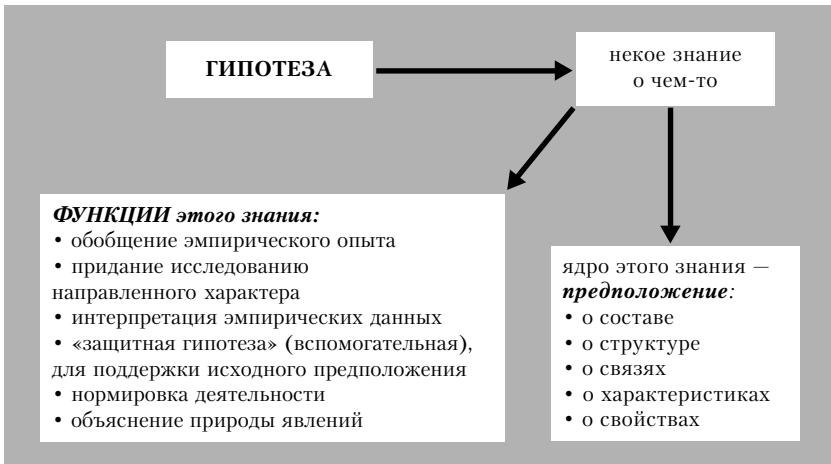 ГИПОТЕЗА
некое знание
о чем-то
ФУНКЦИИ этого знания:
• обобщение эмпирического опыта
• придание исследованию
направленного характера
• интерпретация эмпирических данных
• «защитная гипотеза» (вспомогательная),
для поддержки исходного предположения
• нормировка деятельности
• объяснение природы явлений
ядро этого знания —
предположение:
• о составе
• о структуре
• о связях
• о характеристиках
• о свойствах